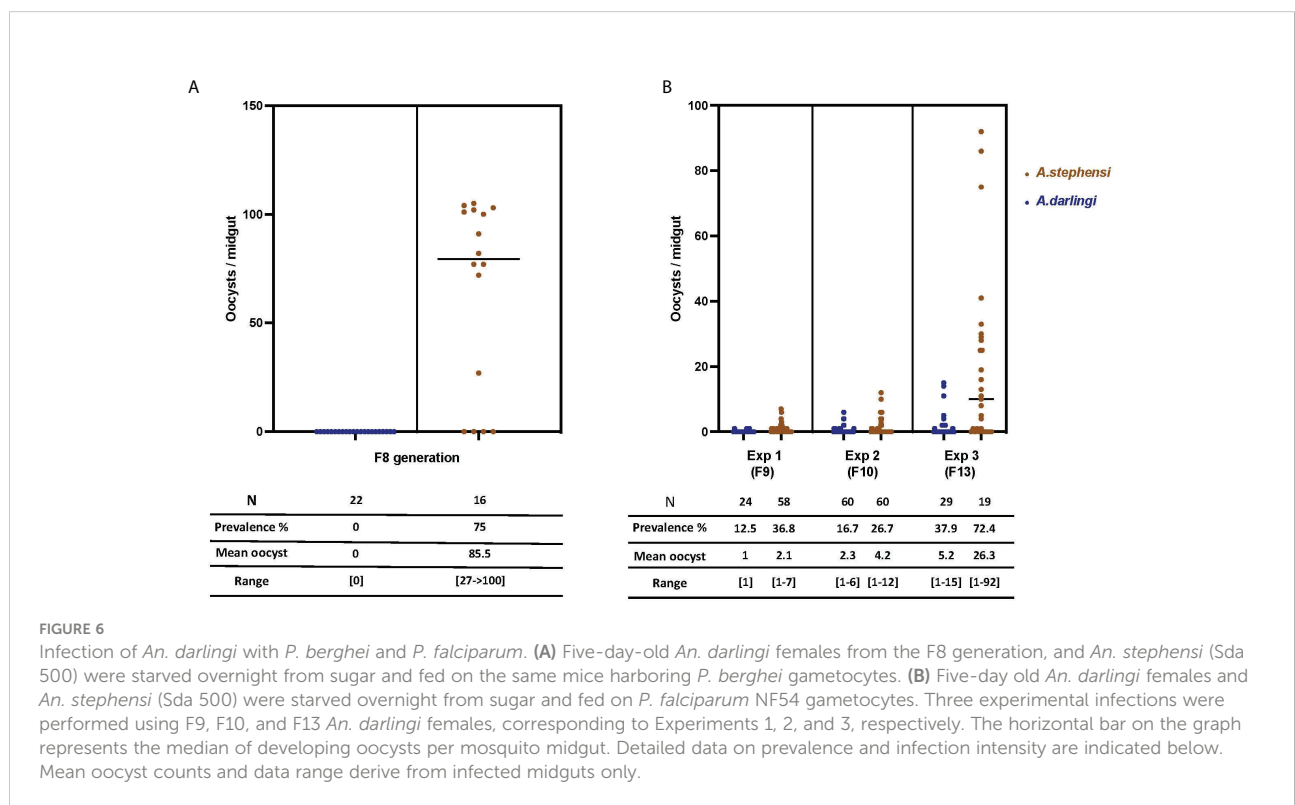 A
B
150
100
50
0
Oocysts / midgut
F8 generation
100
80
60
40
20
0
Oocysts / midgut
Exp 1
(F9)
Exp 2
(F10)
Exp 3
(F13)
A.stephensi
A.darlingi
N 22 16
Prevalence % 0 75
Mean oocyst 0 85.5
Range [0] [27->100]
N 24 58 60 60 29 19
Prevalence % 12.5 36.8 16.7 26.7 37.9 72.4
Mean oocyst 1 2.1 2.3 4.2 5.2 26.3
Range [1] [1-7] [1-6] [1-12] [1-15] [1-92]
FIGURE 6
Infection of An. darlingi with P. berghei and P. falciparum. (A) Five-day-old An. darlingi females from the F8 generation, and An. stephensi (Sda
500) were starved overnight from sugar and fed on the same mice harboring P. berghei gametocytes. (B) Five-day old An. darlingi females and
An. stephensi (Sda 500) were starved overnight from sugar and fed on P. falciparum NF54 gametocytes. Three experimental infections were
performed using F9, F10, and F13 An. darlingi females, corresponding to Experiments 1, 2, and 3, respectively. The horizontal bar on the graph
represents the median of developing oocysts per mosquito midgut. Detailed data on prevalence and infection intensity are indicated below.
Mean oocyst counts and data range derive from infected midguts only.